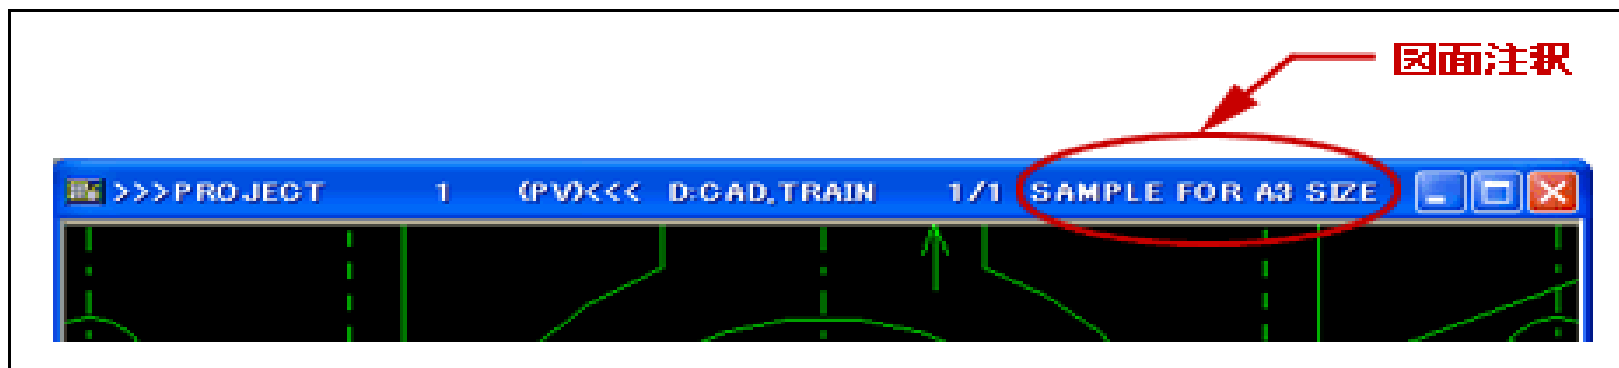 図面注釈
>>>PROJECT 1 (PV)<<< D:CAD,TRAIN 1/1 SAMPLE FOR A3 SIZE